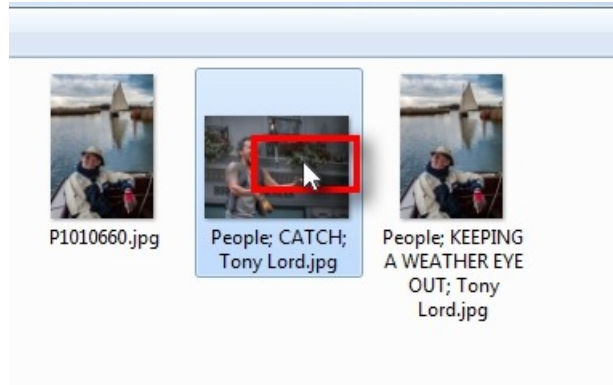 P1010660.jpg
People; CATCH;
Tony Lord.jpg
People; KEEPING
A WEATHER EYE
OUT; Tony
Lord.jpg